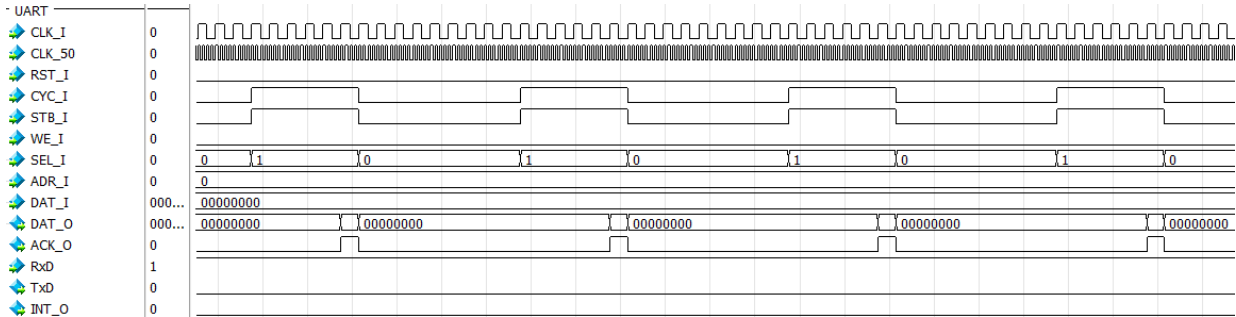 UART
CLK_I 0
CLK_50 0
RST_I 0
CYC_I 0
STB_I 0
WE_I 0
SEL_I 0 0 1 0 1 0 1 0 1 0
ADR_I 0 0
DAT_I 000... 00000000
DAT_O 000... 00000000 00000000 00000000 00000000 00000000
ACK_O 0
RxD 1
TxD 0
INT_O 0